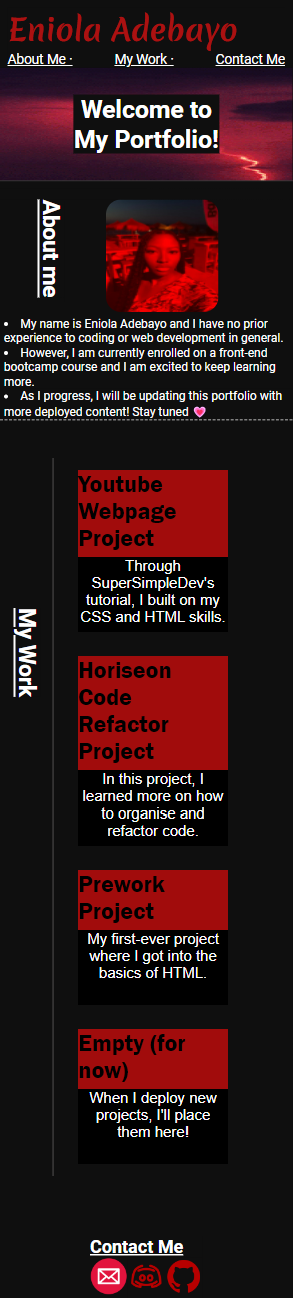 Eniola Adebayo
About Me · My Work · Contact Me
Welcome to
My Portfolio!
About me
• My name is Eniola Adebayo and I have no prior
experience to coding or web development in general.
• However, I am currently enrolled on a front-end
bootcamp course and I am excited to keep learning
more.
• As I progress, I will be updating this portfolio with
more deployed content! Stay tuned 💗
My Work
Youtube
Webpage
Project
Through
SuperSimpleDev's
tutorial, I built on my
CSS and HTML skills.
Horiseon
Code
Refactor
Project
In this project, I
learned more on how
to organise and
refactor code.
Prework
Project
My first-ever project
where I got into the
basics of HTML.
Empty (for
now)
When I deploy new
projects, I'll place
them here!
Contact Me